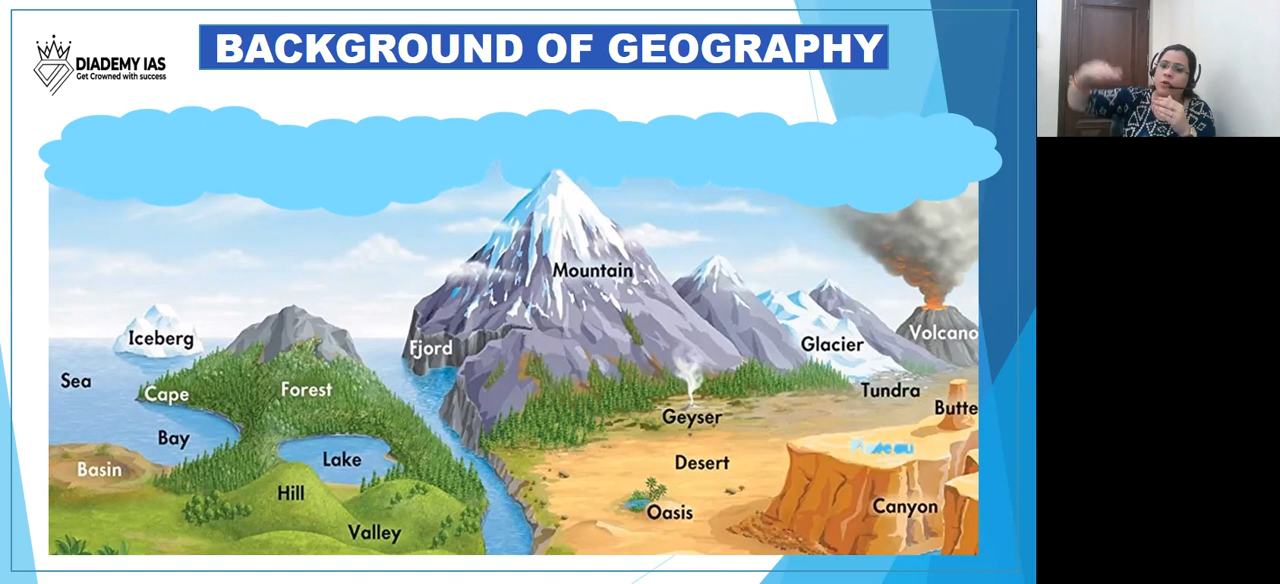 BACKGROUND OF GEOGRAPHY
DIADEMY IAS
Get Crowned with success
Mountain
Iceberg
Fjord
Glacier
Volcano
Sea
Cape
Forest
Tundra
Butte
Geyser
Bay
Lake
Desert
Basin
Hill
Oasis
Canyon
Valley